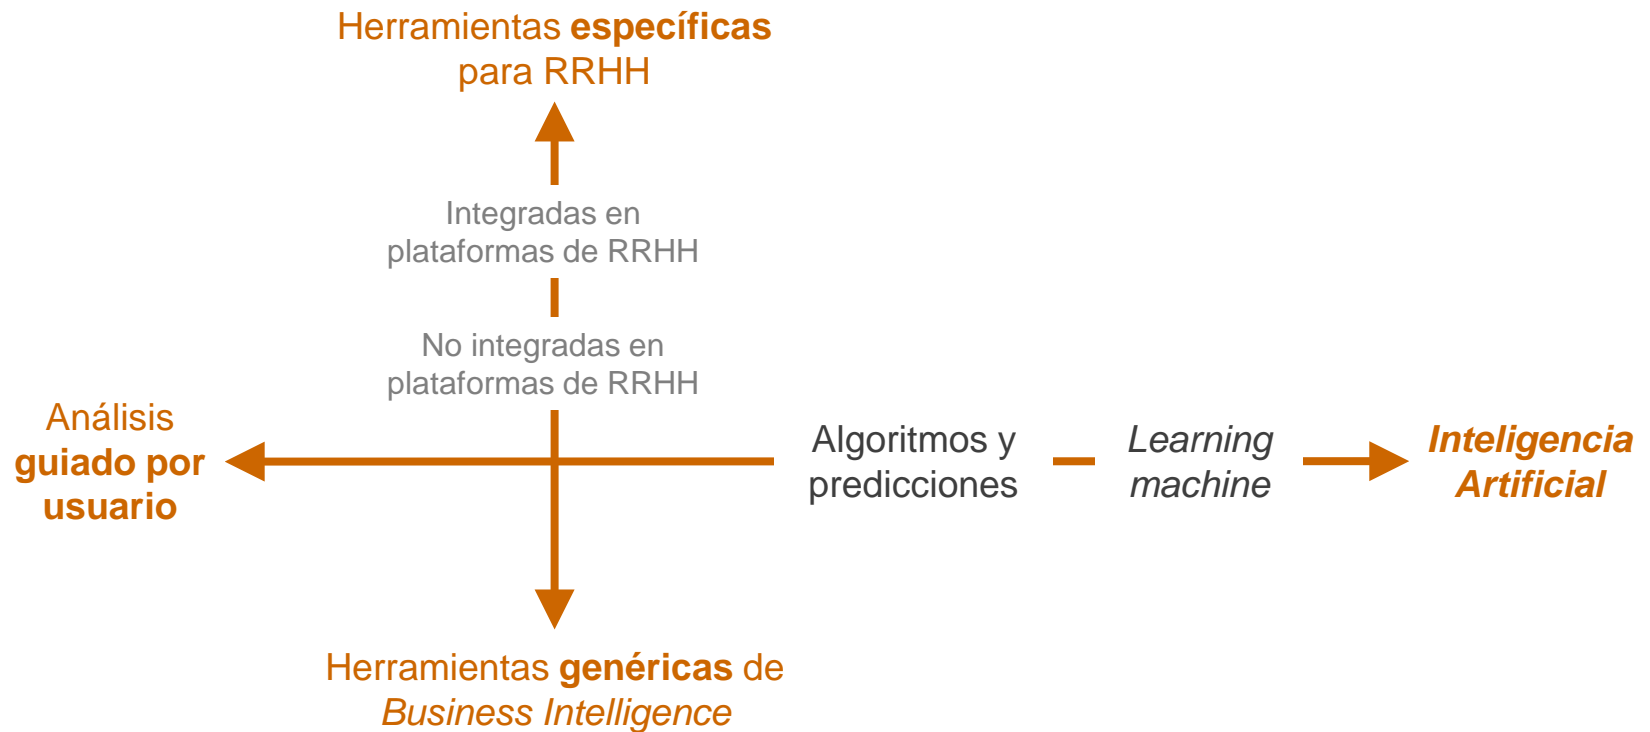 Herramientas específicas
para RRHH
Integradas en
plataformas de RRHH
No integradas en
plataformas de RRHH
Análisis
guiado por
usuario
Algoritmos y
predicciones
Learning
machine
Inteligencia
Artificial
Herramientas genéricas de
Business Intelligence